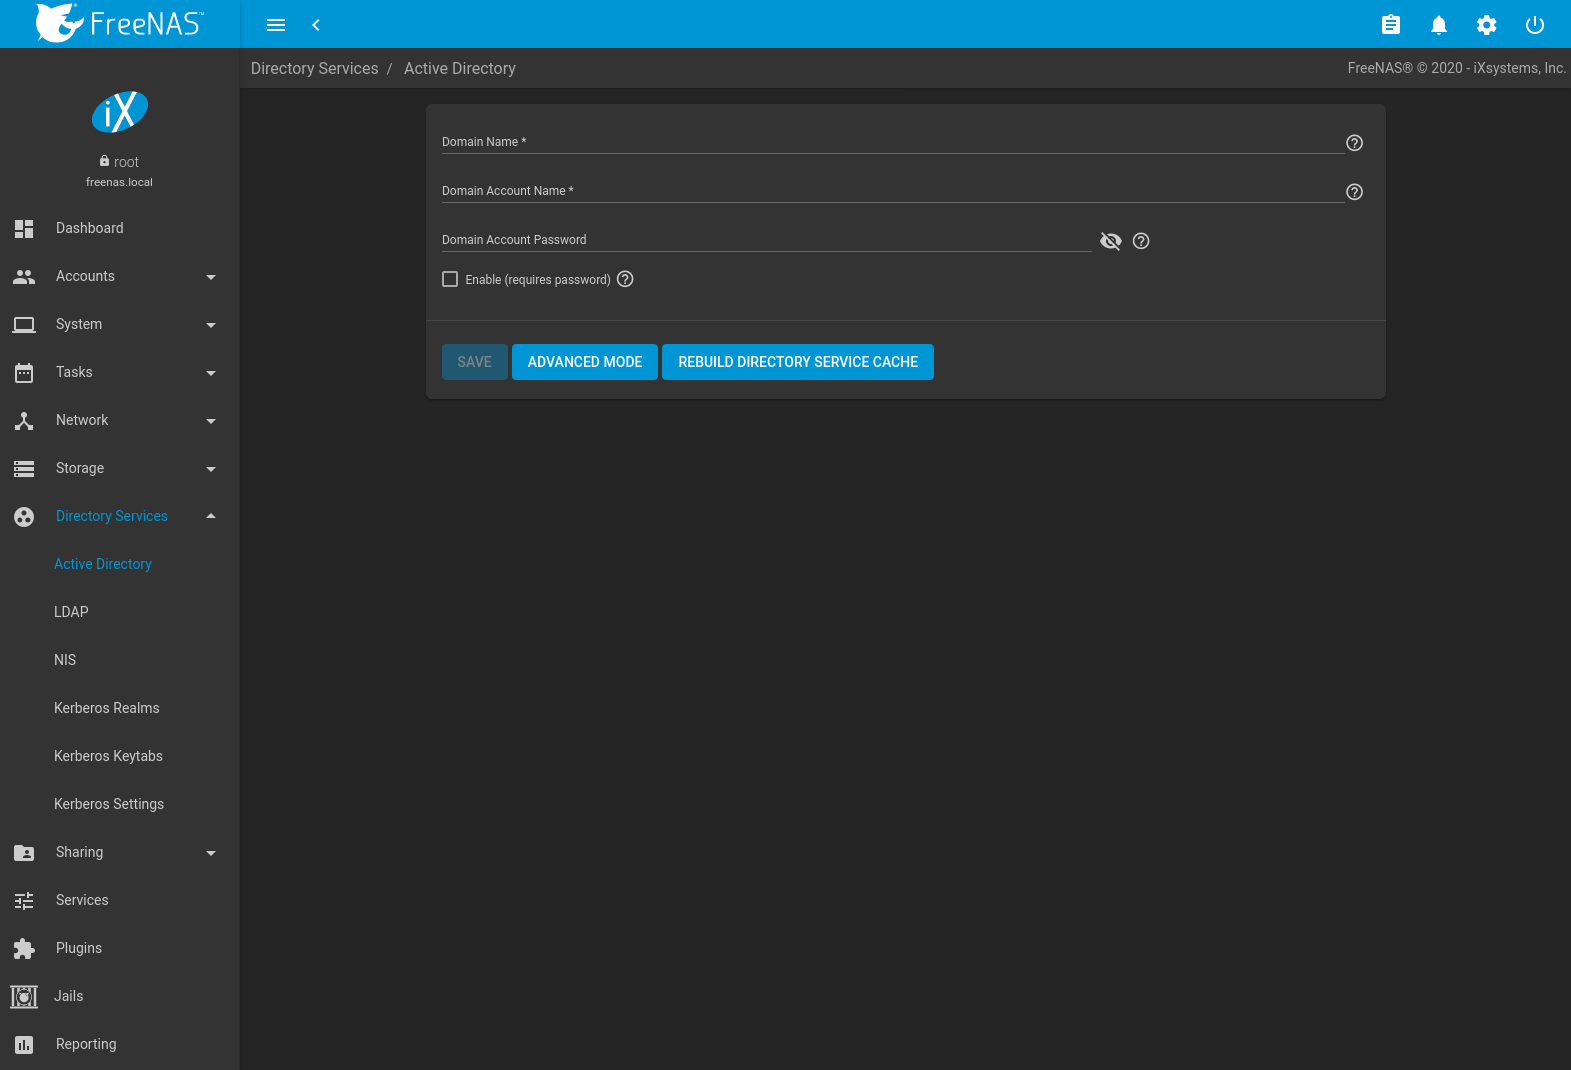 FreeNAS™
Directory Services / Active Directory
FreeNAS® © 2020 - iXsystems, Inc.
iX
root
freenas.local
Dashboard
Accounts
System
Tasks
Network
Storage
Directory Services
Active Directory
LDAP
NIS
Kerberos Realms
Kerberos Keytabs
Kerberos Settings
Sharing
Services
Plugins
Jails
Reporting
Domain Name *
Domain Account Name *
Domain Account Password
Enable (requires password)
SAVE ADVANCED MODE REBUILD DIRECTORY SERVICE CACHE